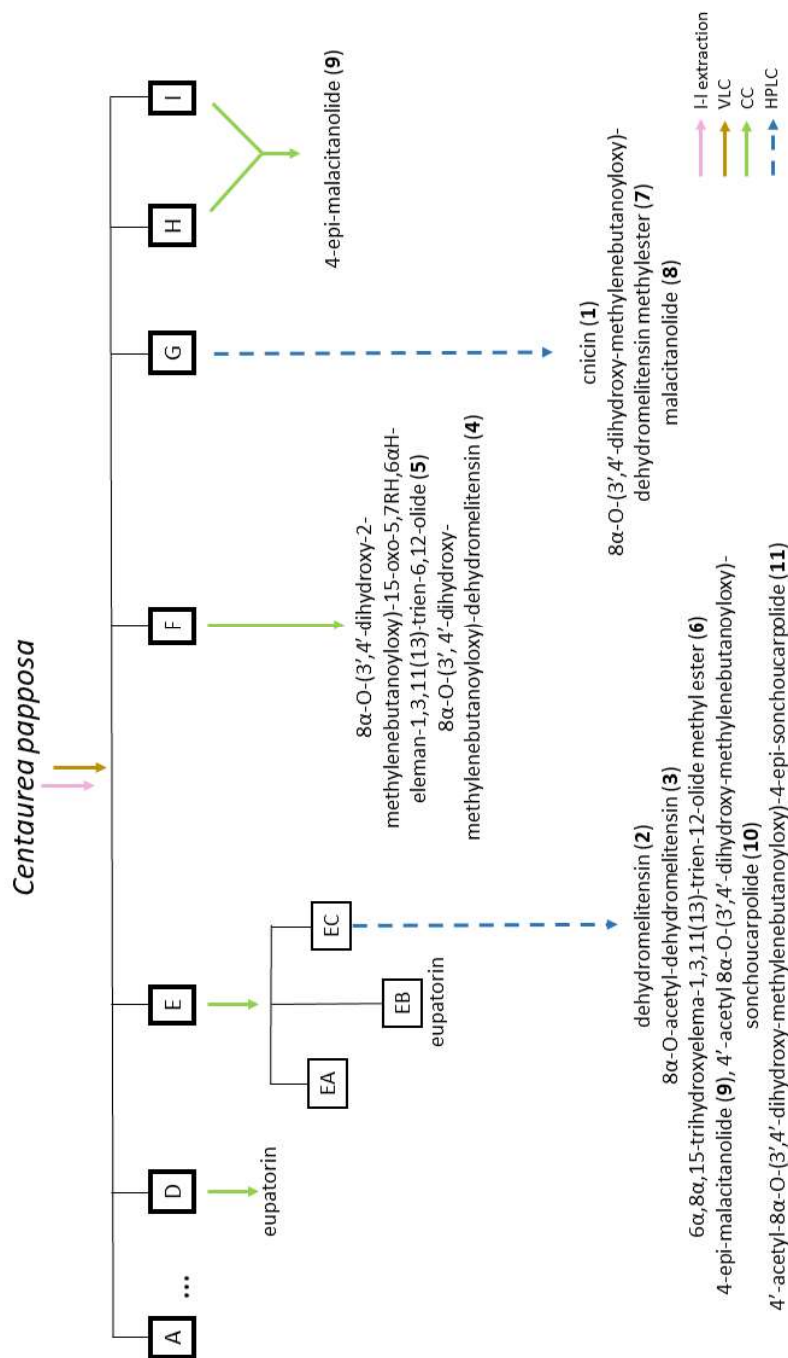 Centaurea papposa
A
...
D
E
F
G
H
I
eupatorin
EA
EB
EC
eupatorin
dehydromelitensin (2)
8α-O-acetyl-dehydromelitensin (3)
6α,8α,15-trihydroxyelema-1,3,11(13)-trien-12-olide methyl ester (6)
4-epi-malacitanolide (9), 4′-acetyl 8α-O-(3′,4′-dihydroxy-methylenebutanoyloxy)-
sonchoucarpolide (10)
4′-acetyl-8α-O-(3′,4′-dihydroxy-methylenebutanoyloxy)-4-epi-sonchoucarpolide (11)
8α-O-(3′,4′-dihydroxy-2-
methylenebutanoyloxy)-15-oxo-5,7RH,6αH-
eleman-1,3,11(13)-trien-6,12-olide (5)
8α-O-(3′, 4′-dihydroxy-
methylenebutanoyloxy)-dehydromelitensin (4)
cnicin (1)
8α-O-(3′,4′-dihydroxy-methylenebutanoyloxy)-
dehydromelitensin methylester (7)
malacitanolide (8)
4-epi-malacitanolide (9)
l-l extraction
VLC
CC
HPLC